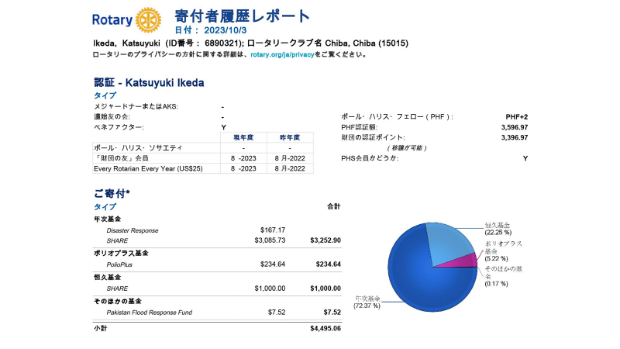 Rotary
寄付者履歴レポート
日付： 2023/10/3
Ikeda, Katsuyuki (ID番号： 6890321); ロータリークラブ名 Chiba, Chiba (15015)
ロータリーのプライバシーの方針に関する詳細は、rotary.org/ja/privacyをご覧ください。
認証 - Katsuyuki Ikeda
タイプ
メジャードナーまたはAKS: -
遺贈友の会: -
ベネファクター: Y
現年度 昨年度
ポール・ハリス・ソサエティ - -
「財団の友」会員 8 -2023 8 月-2022
Every Rotarian Every Year (US$25) 8 -2023 8 月-2022
ポール・ハリス・フェロー（PHF）: PHF+2
PHF認証額: 3,596.97
財団の認証ポイント: 3,396.97
（移譲が可能）
PHS会員かどうか: Y
ご寄付*
タイプ 合計
年次基金
Disaster Response $167.17
SHARE $3,085.73 $3,252.90
ポリオプラス基金
PolioPlus $234.64 $234.64
恒久基金
SHARE $1,000.00 $1,000.00
そのほかの基金
Pakistan Flood Response Fund $7.52 $7.52
小計 $4,495.06
恒久基金
(22.25 %)
ポリオプラス
基金
(5.22 %)
そのほかの基
金
(0.17 %)
年次基金
(72.37 %)